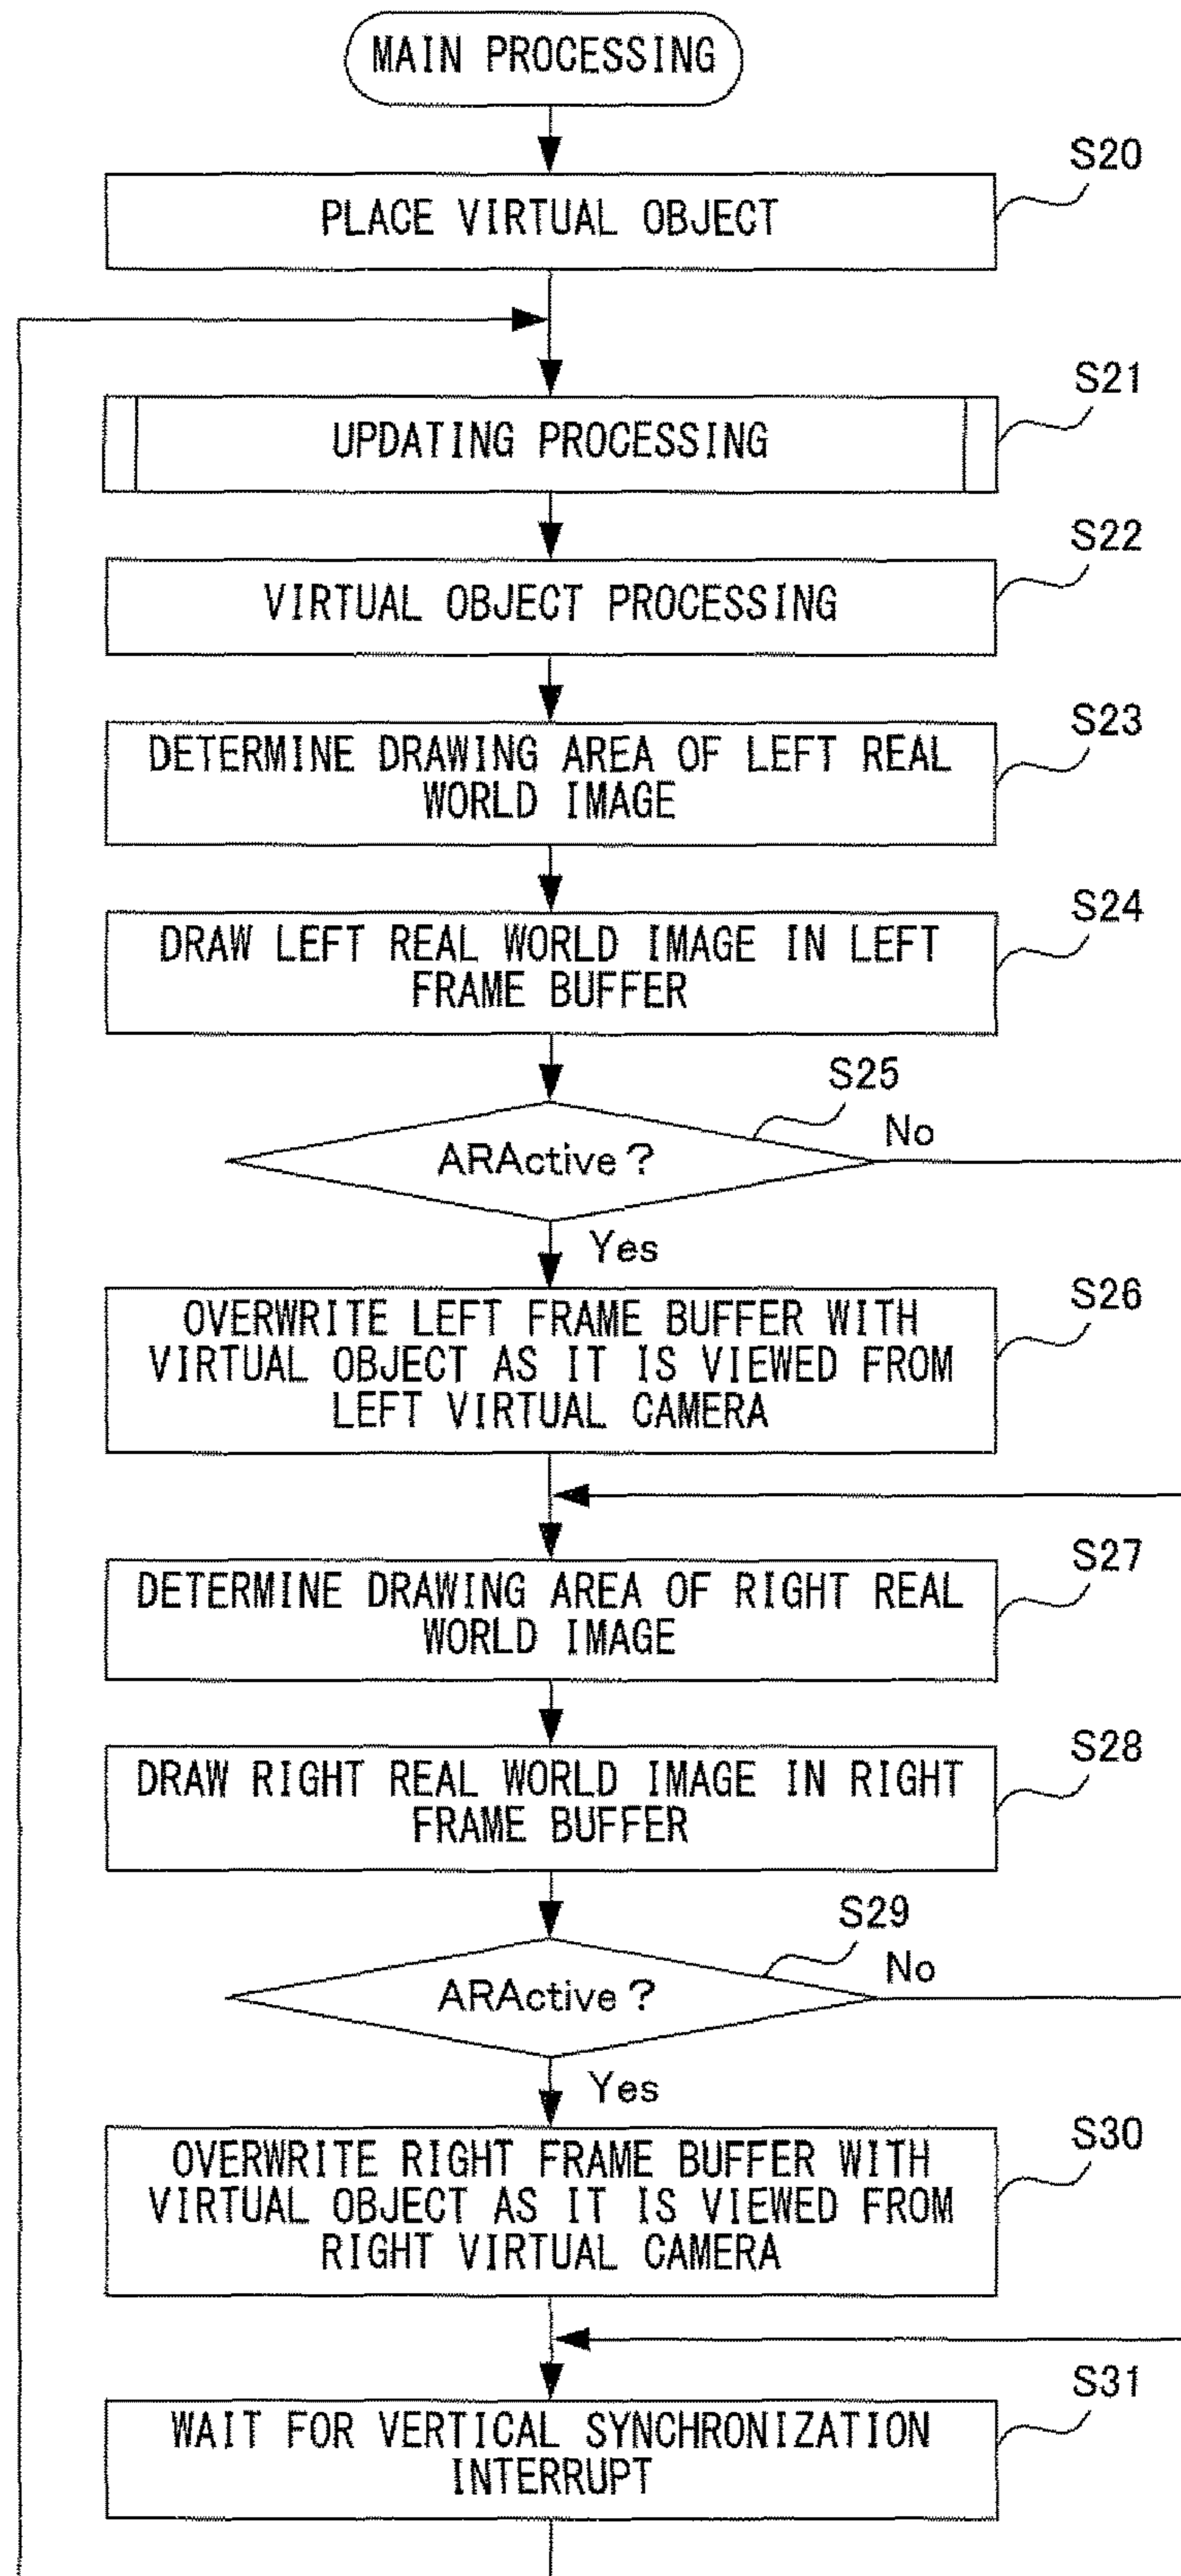 MAIN PROCESSING
S20
PLACE VIRTUAL OBJECT
S21
UPDATING PROCESSING
S22
VIRTUAL OBJECT PROCESSING
S23
DETERMINE DRAWING AREA OF LEFT REAL
WORLD IMAGE
S24
DRAW LEFT REAL WORLD IMAGE IN LEFT
FRAME BUFFER
S25
No
ARActive?
Yes
S26
OVERWRITE LEFT FRAME BUFFER WITH
VIRTUAL OBJECT AS IT IS VIEWED FROM
LEFT VIRTUAL CAMERA
S27
DETERMINE DRAWING AREA OF RIGHT REAL
WORLD IMAGE
S28
DRAW RIGHT REAL WORLD IMAGE IN RIGHT
FRAME BUFFER
S29
No
ARActive?
Yes
S30
OVERWRITE RIGHT FRAME BUFFER WITH
VIRTUAL OBJECT AS IT IS VIEWED FROM
RIGHT VIRTUAL CAMERA
S31
WAIT FOR VERTICAL SYNCHRONIZATION
INTERRUPT